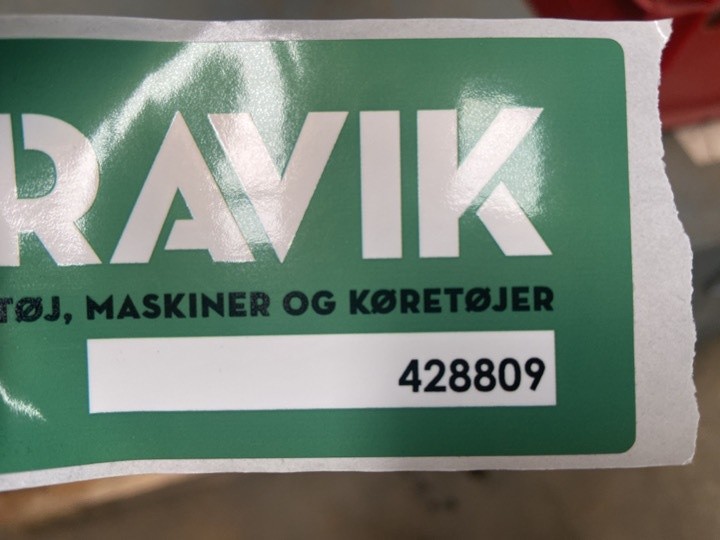 RAVIK
TØJ, MASKINER OG KØRETØJER
428809